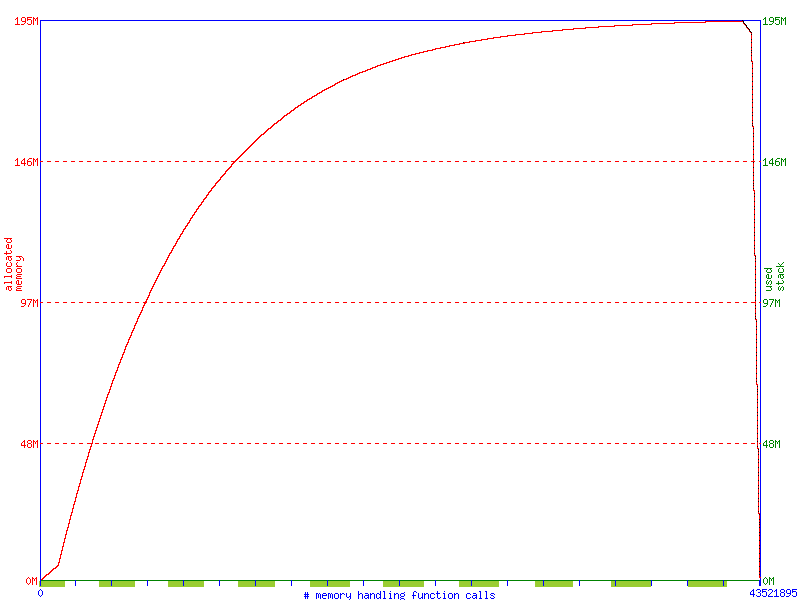 195M
195M
146M
146M
allocated
memory
used
stack
97M
97M
48M
48M
0M
0M
0
# memory handling function calls
43521895